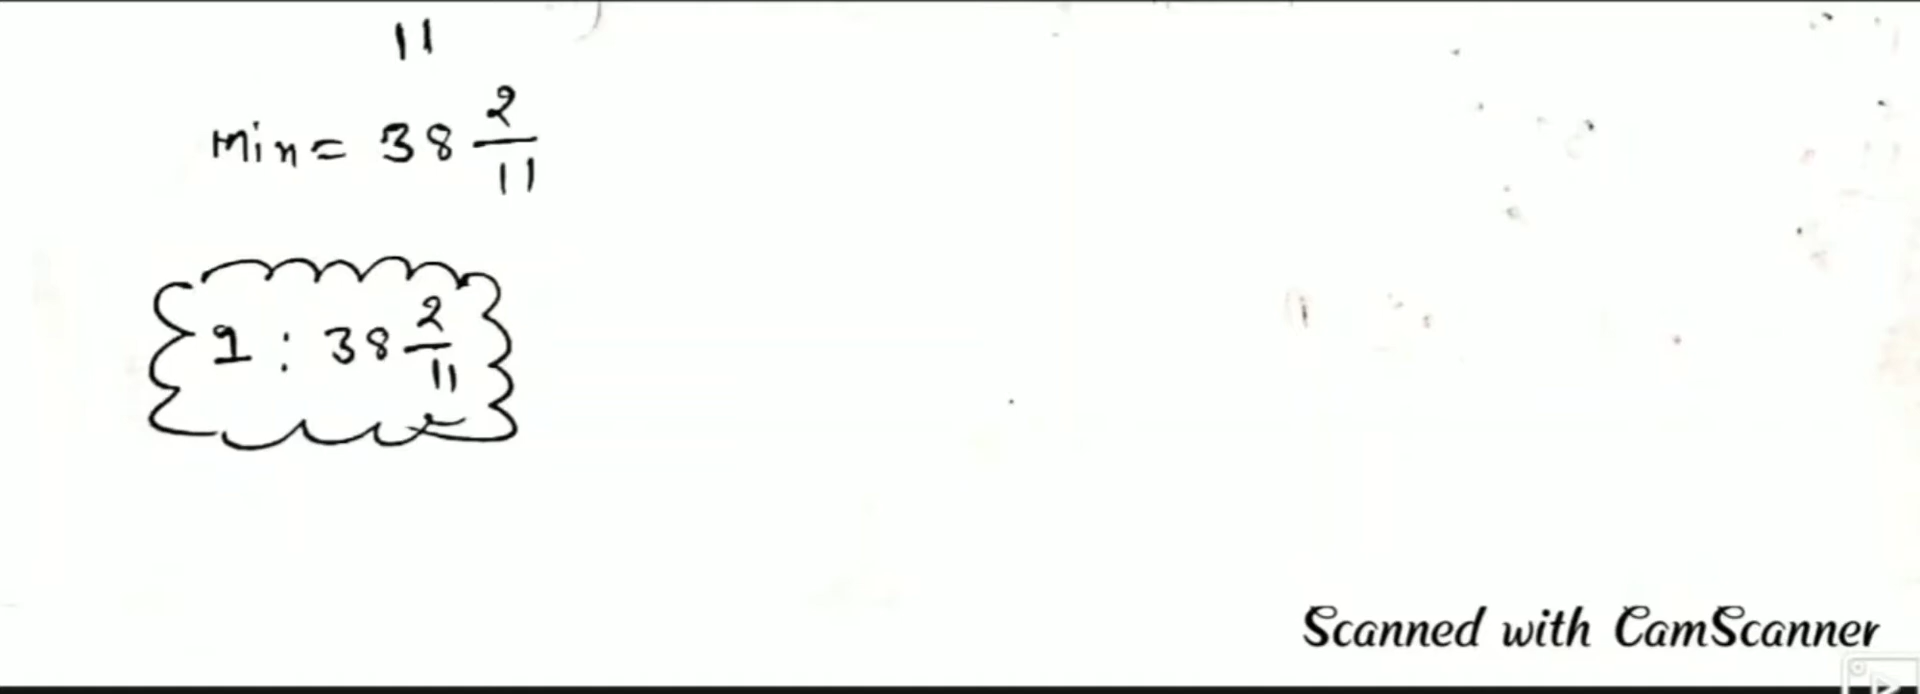 11
Min = 38 2/11
1 : 38 2/11
Scanned with CamScanner